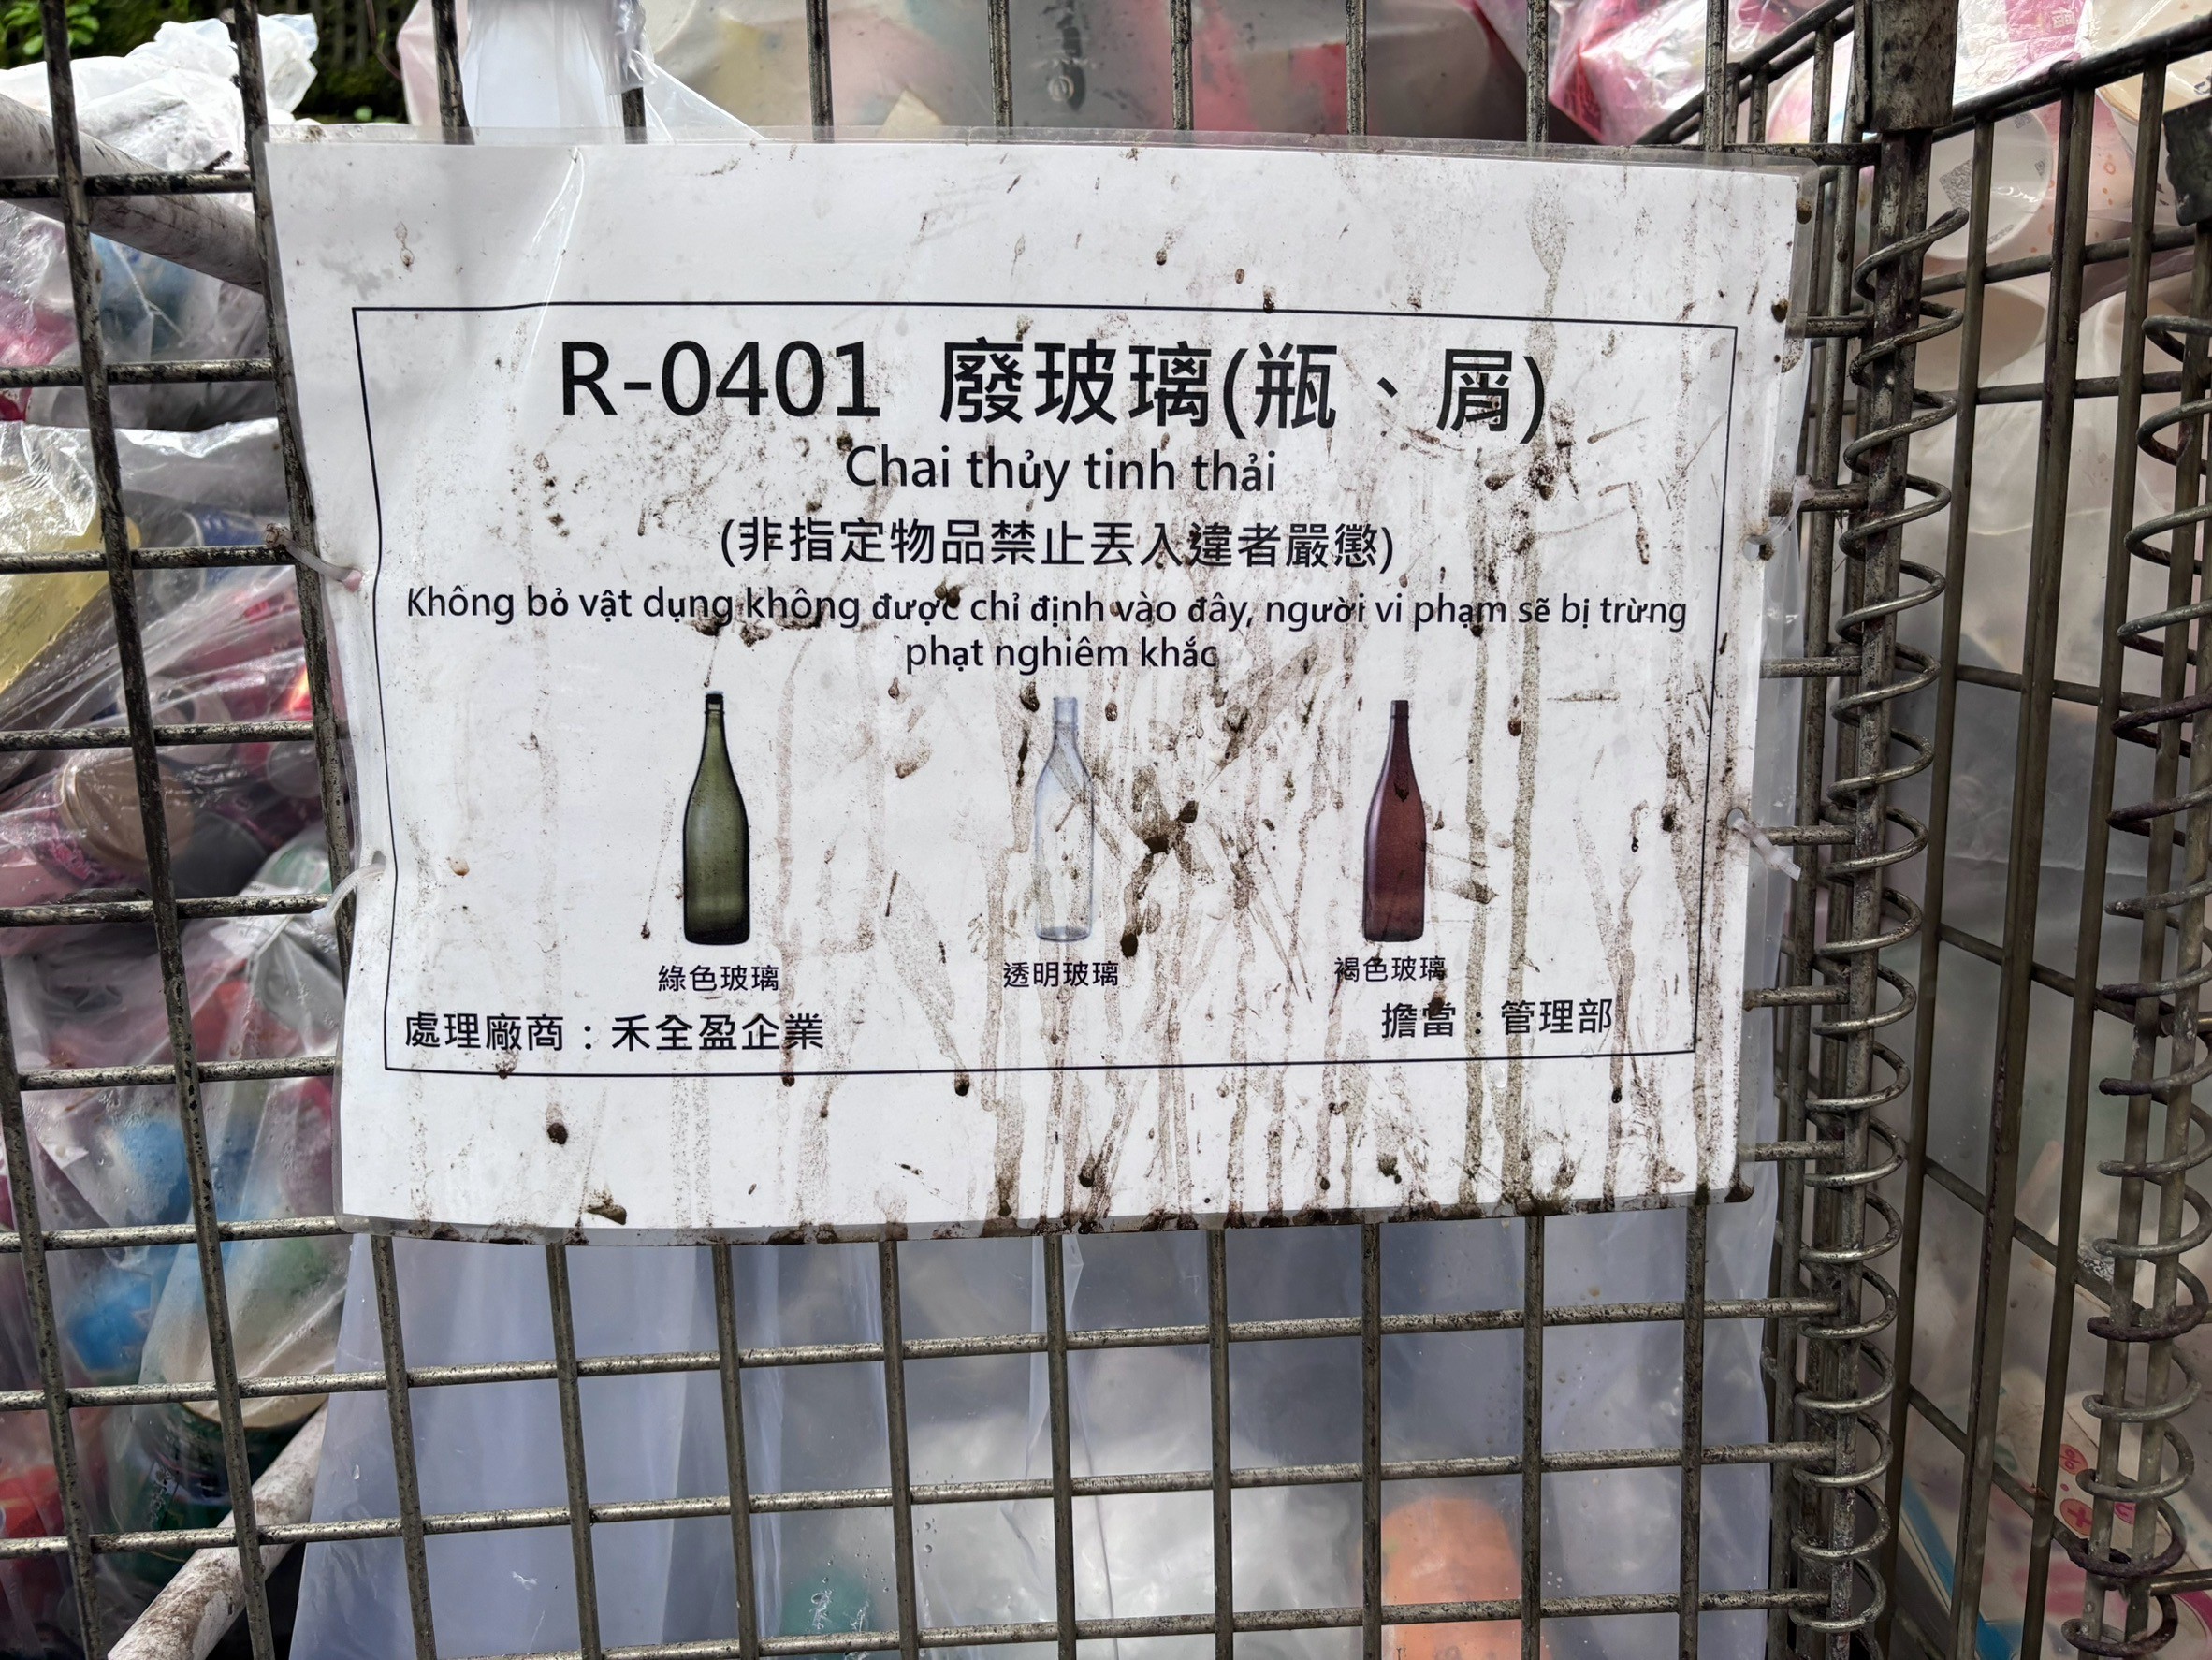 R-0401 廢玻璃(瓶、屑)
Chai thủy tinh thải
(非指定物品禁止丟入違者嚴懲)
Không bỏ vật dụng không được chỉ định vào đây, người vi phạm sẽ bị trừng
phạt nghiêm khắc
綠色玻璃 透明玻璃 褐色玻璃
處理廠商：禾全盈企業 擔當：管理部